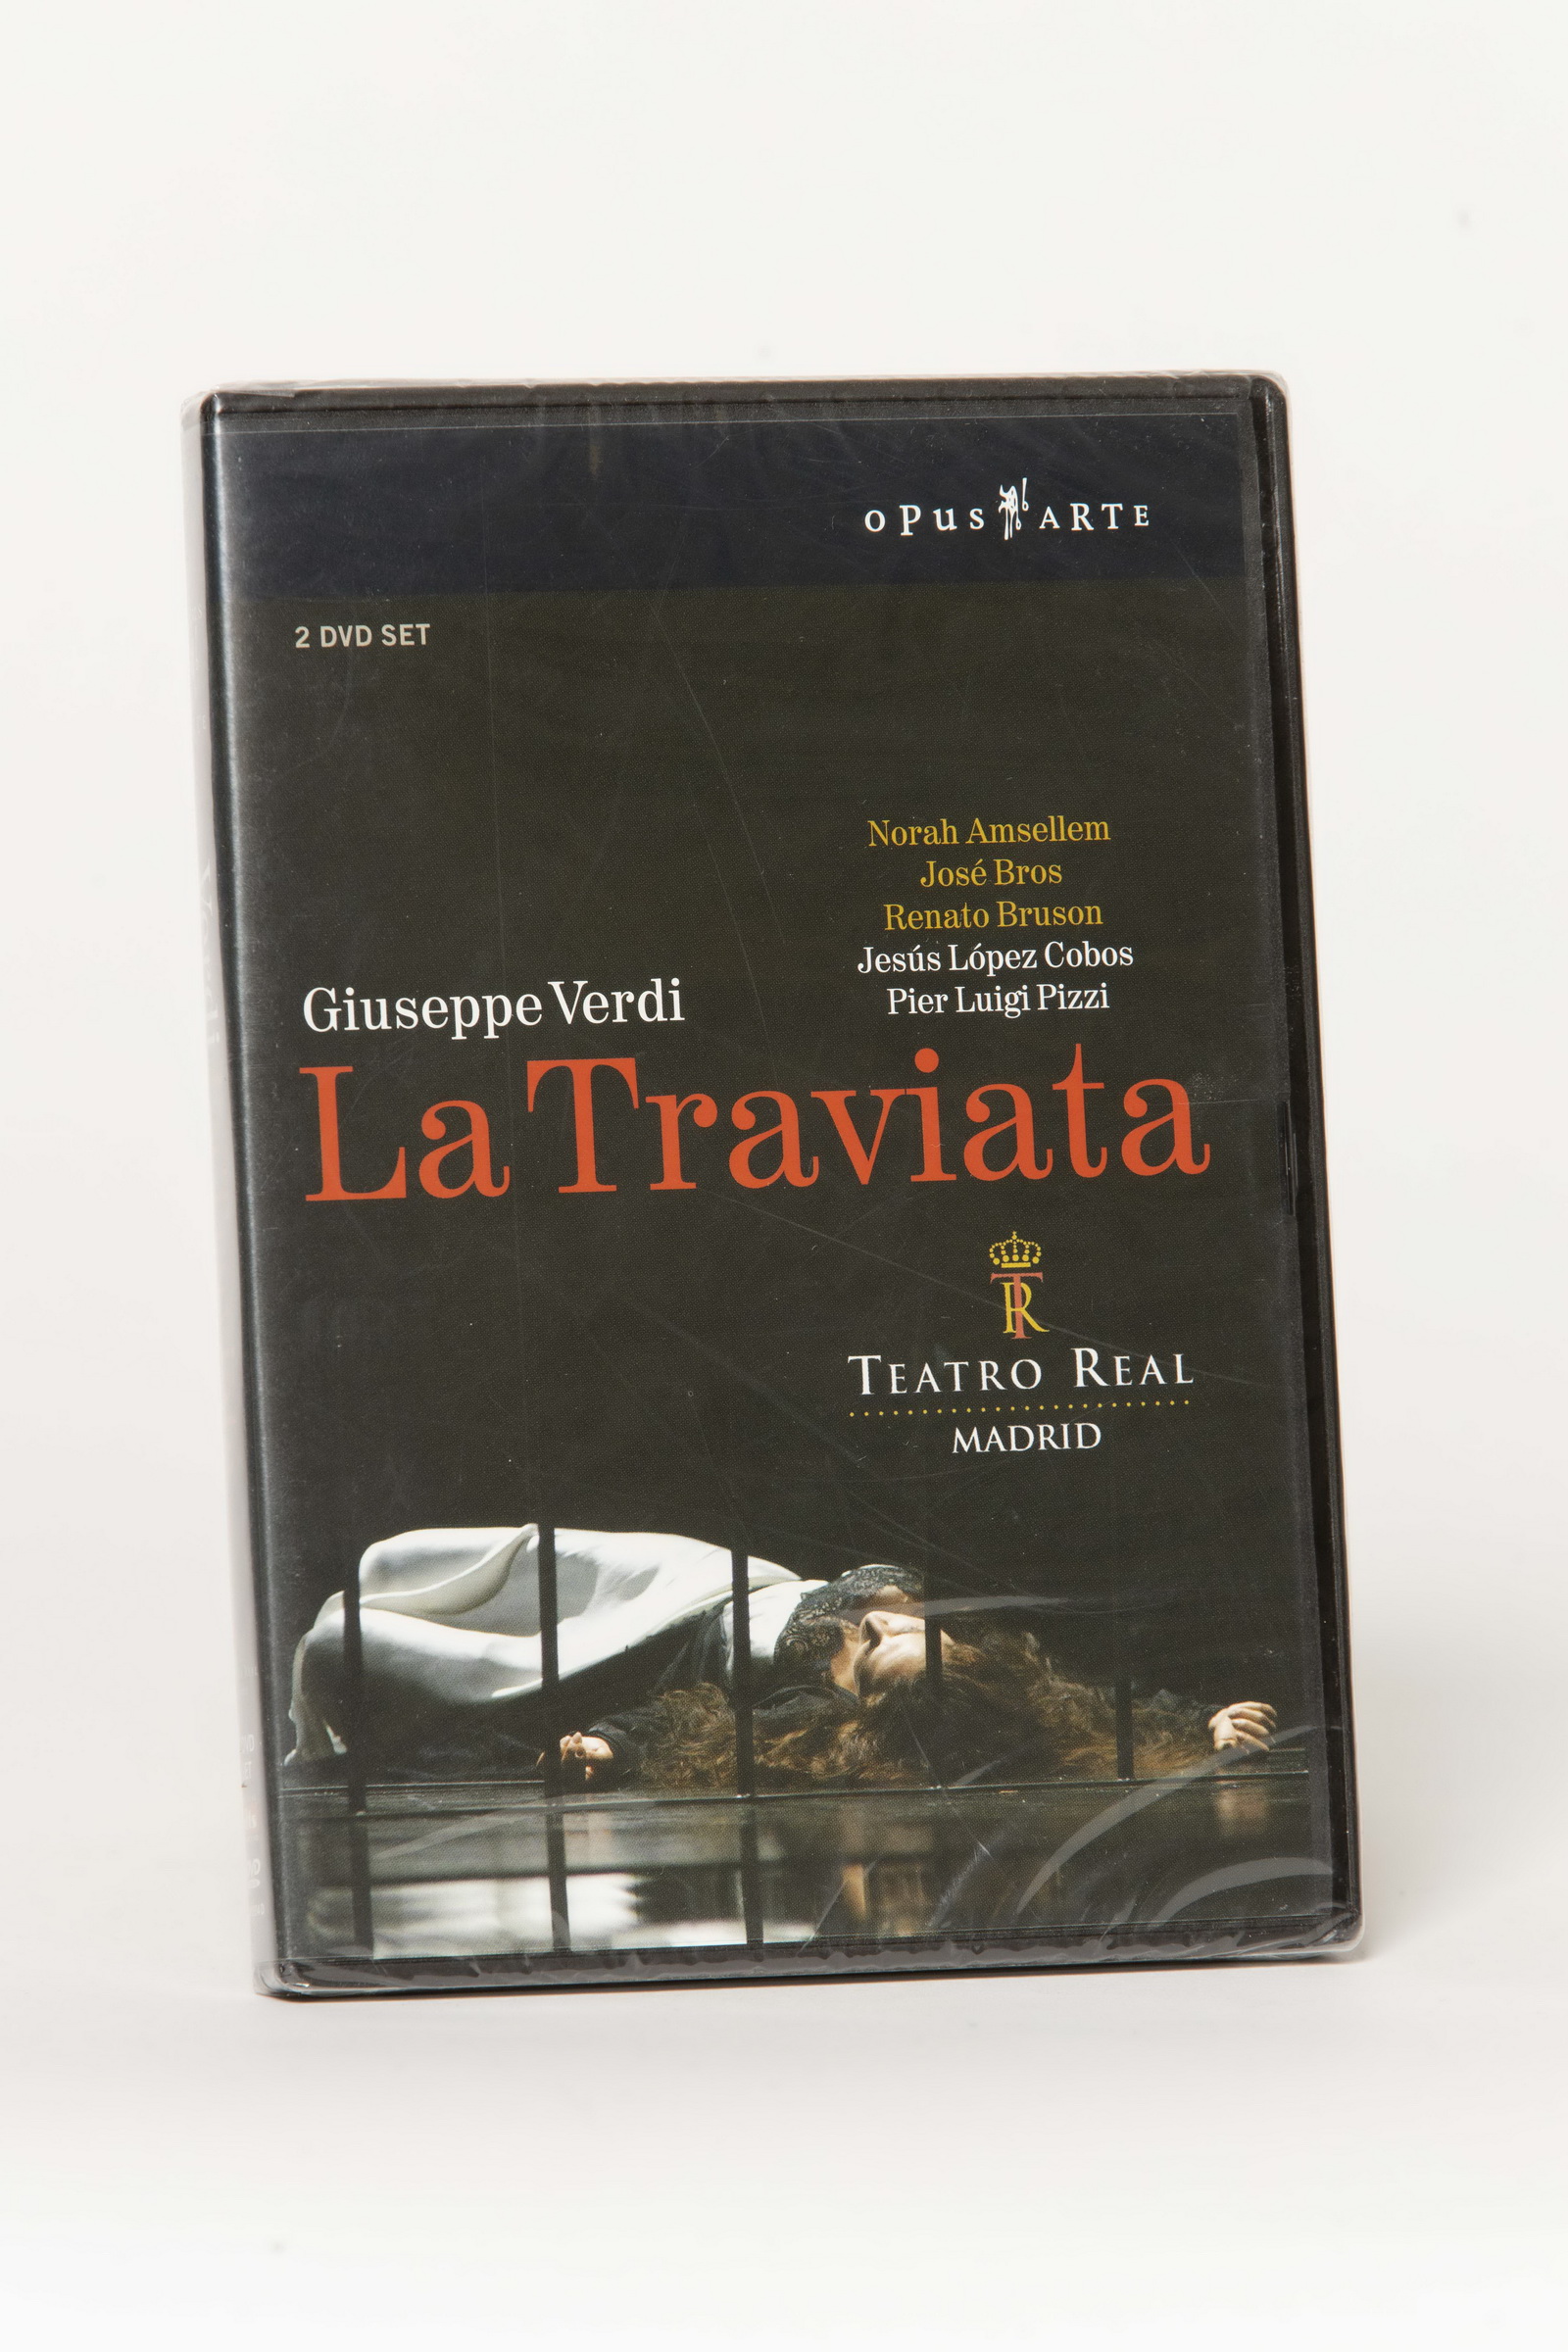 OPUS ARTE
2 DVD SET
Norah Amsellem
José Bros
Renato Bruson
Jesús López Cobos
Pier Luigi Pizzi
Giuseppe Verdi
La Traviata
TR
TEATRO REAL
MADRID